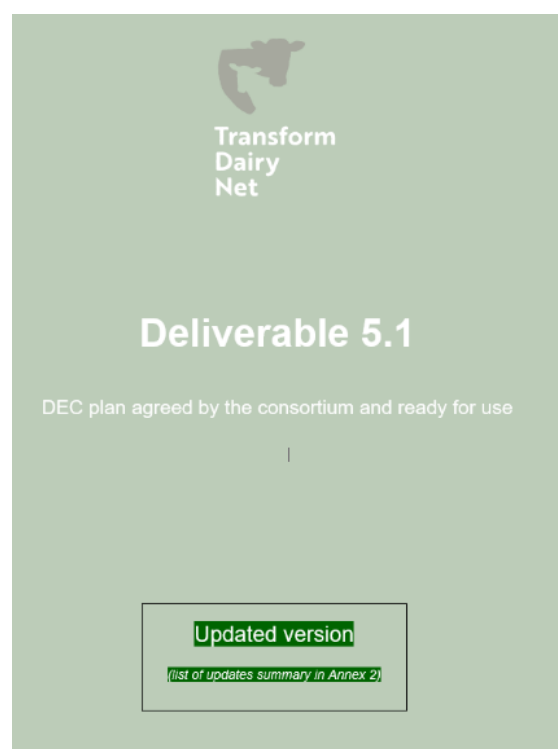 Transform
Dairy
Net
Deliverable 5.1
DEC plan agreed by the consortium and ready for use
Updated version
(list of updates summary in Annex 2)